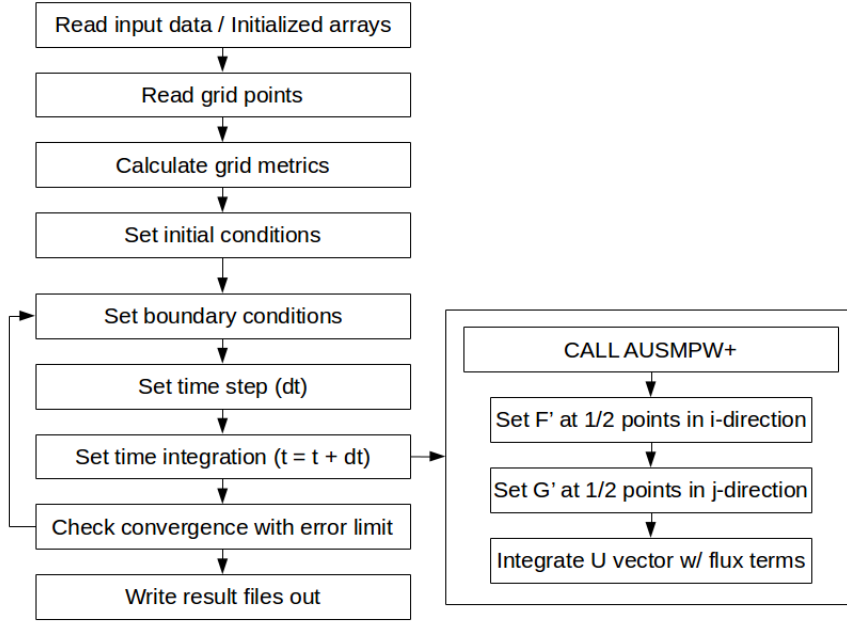 Read input data / Initialized arrays
Read grid points
Calculate grid metrics
Set initial conditions
Set boundary conditions
Set time step (dt)
Set time integration (t = t + dt)
Check convergence with error limit
Write result files out
CALL AUSMPW+
Set F' at 1/2 points in i-direction
Set G' at 1/2 points in j-direction
Integrate U vector w/ flux terms